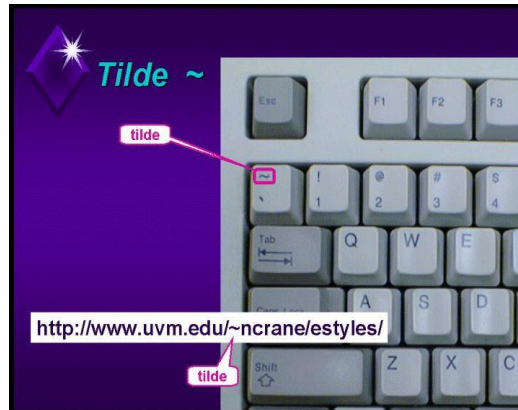 Tilde ~
Esc F1 F2 F3
tilde
~ ! @ # $
` 1 2 3 4
Tab Q W E
Caps Lock A S D
http://www.uvm.edu/~ncrane/estyles/
Shift Z X C
tilde